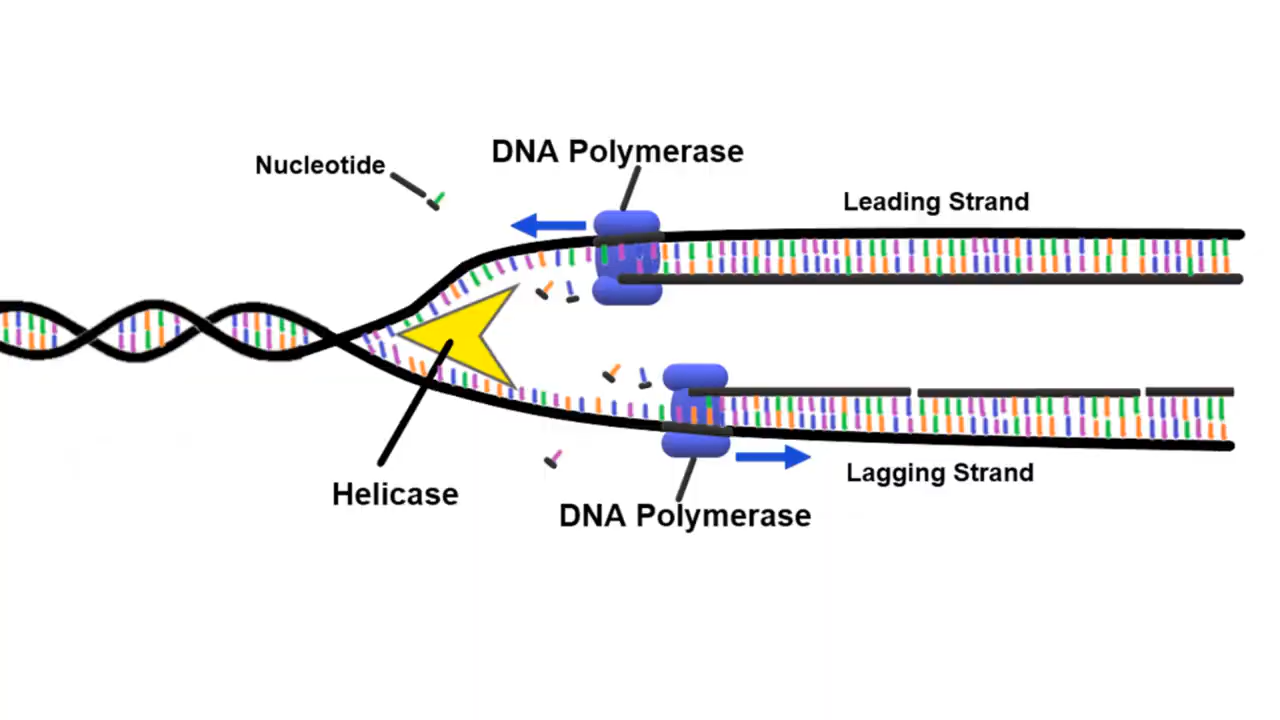 DNA Polymerase
Nucleotide
Leading Strand
Lagging Strand
Helicase
DNA Polymerase